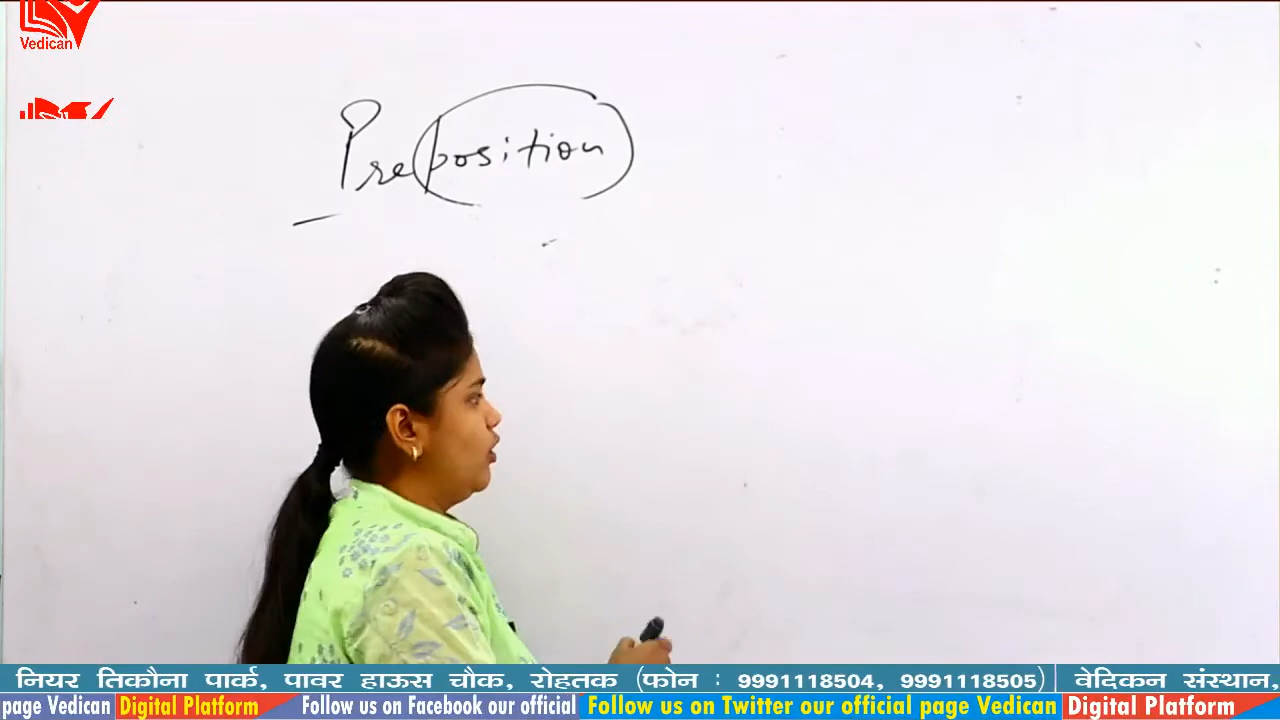 Vedican
Preposition
नियर तिकौना पार्क, पावर हाऊस चौक, रोहतक (फोन : 9991118504, 9991118505) | वेदिकन संस्थान,
page Vedican Digital Platform Follow us on Facebook our official Follow us on Twitter our official page Vedican Digital Platform